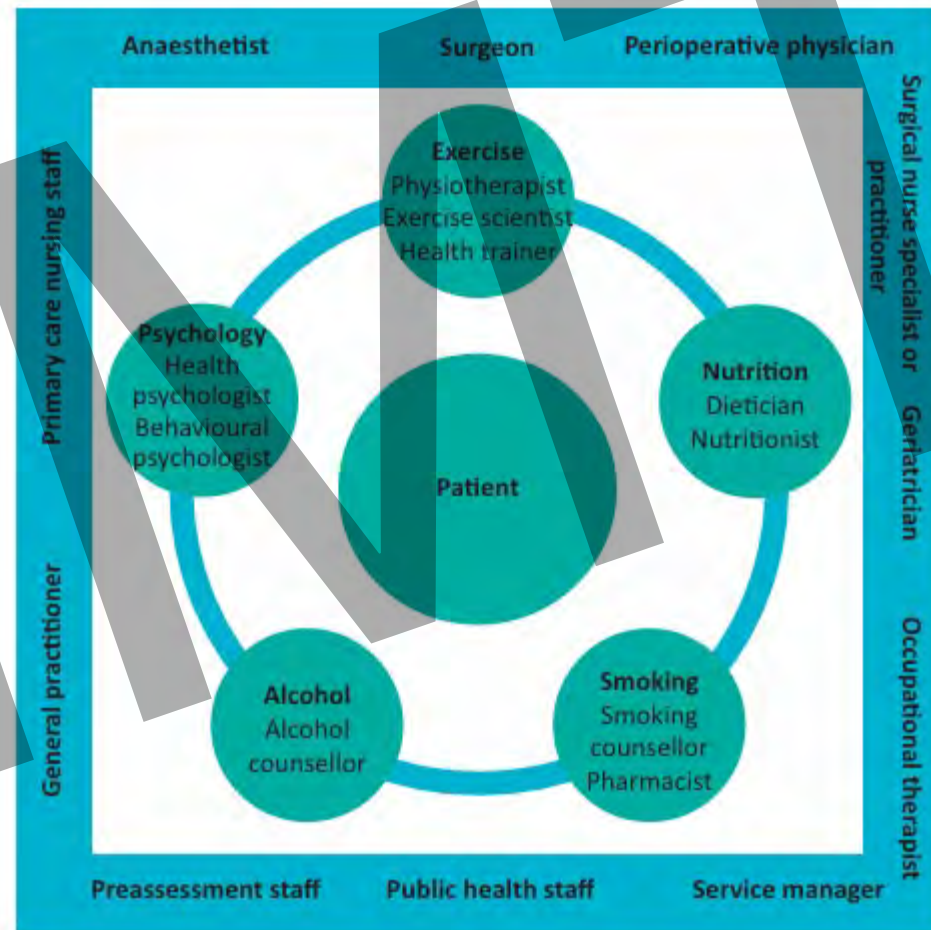 Anaesthetist
Surgeon
Perioperative physician
Surgical nurse specialist or
practitioner
Geriatrician
Occupational therapist
Primary care nursing staff
General practitioner
Exercise
Physiotherapist
Exercise scientist
Health trainer
Psychology
Health
psychologist
Behavioural
psychologist
Nutrition
Dietician
Nutritionist
Patient
Alcohol
Alcohol
counsellor
Smoking
Smoking
counsellor
Pharmacist
Preassessment staff
Public health staff
Service manager